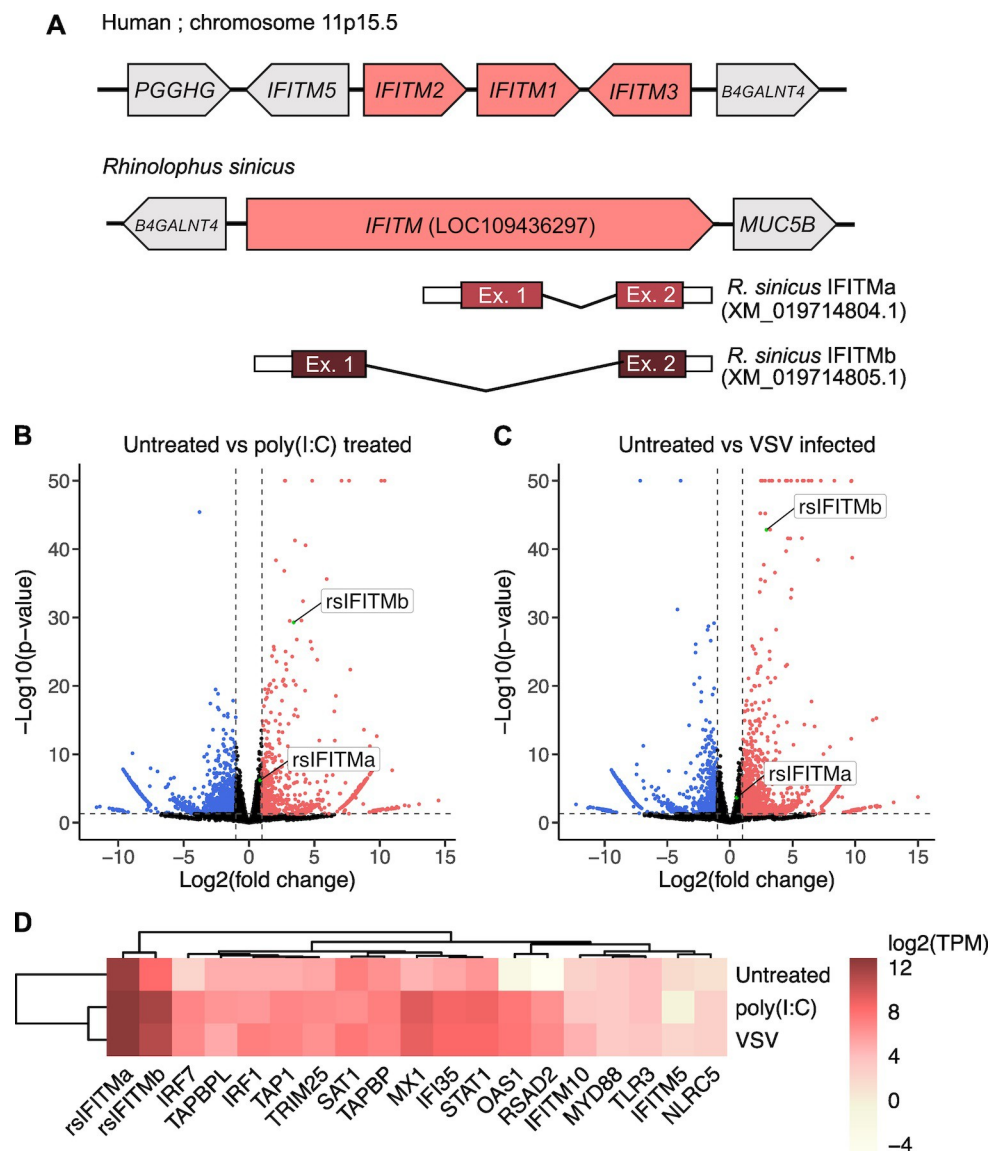 A
Human ; chromosome 11p15.5
PGGHG IFITM5 IFITM2 IFITM1 IFITM3 B4GALNT4
Rhinolophus sinicus
B4GALNT4 IFITM (LOC109436297) MUC5B
Ex. 1 Ex. 2 R. sinicus IFITMa
(XM_019714804.1)
Ex. 1 Ex. 2 R. sinicus IFITMb
(XM_019714805.1)
B
Untreated vs poly(I:C) treated
−Log10(p−value)
50
40
30
20
10
0
rsIFITMb
rsIFITMa
−10 −5 0 5 10 15
Log2(fold change)
C
Untreated vs VSV infected
−Log10(p−value)
50
40
30
20
10
0
rsIFITMb
rsIFITMa
−10 −5 0 5 10 15
Log2(fold change)
D
Untreated
poly(I:C)
VSV
rsIFITMa rsIFITMb IRF7 TAPBPL IRF1 TAP1 TRIM25 SAT1 TAPBP MX1 IFI35 STAT1 OAS1 RSAD2 IFITM10 MYD88 TLR3 IFITM5 NLRC5
log2(TPM)
12
8
4
0
−4